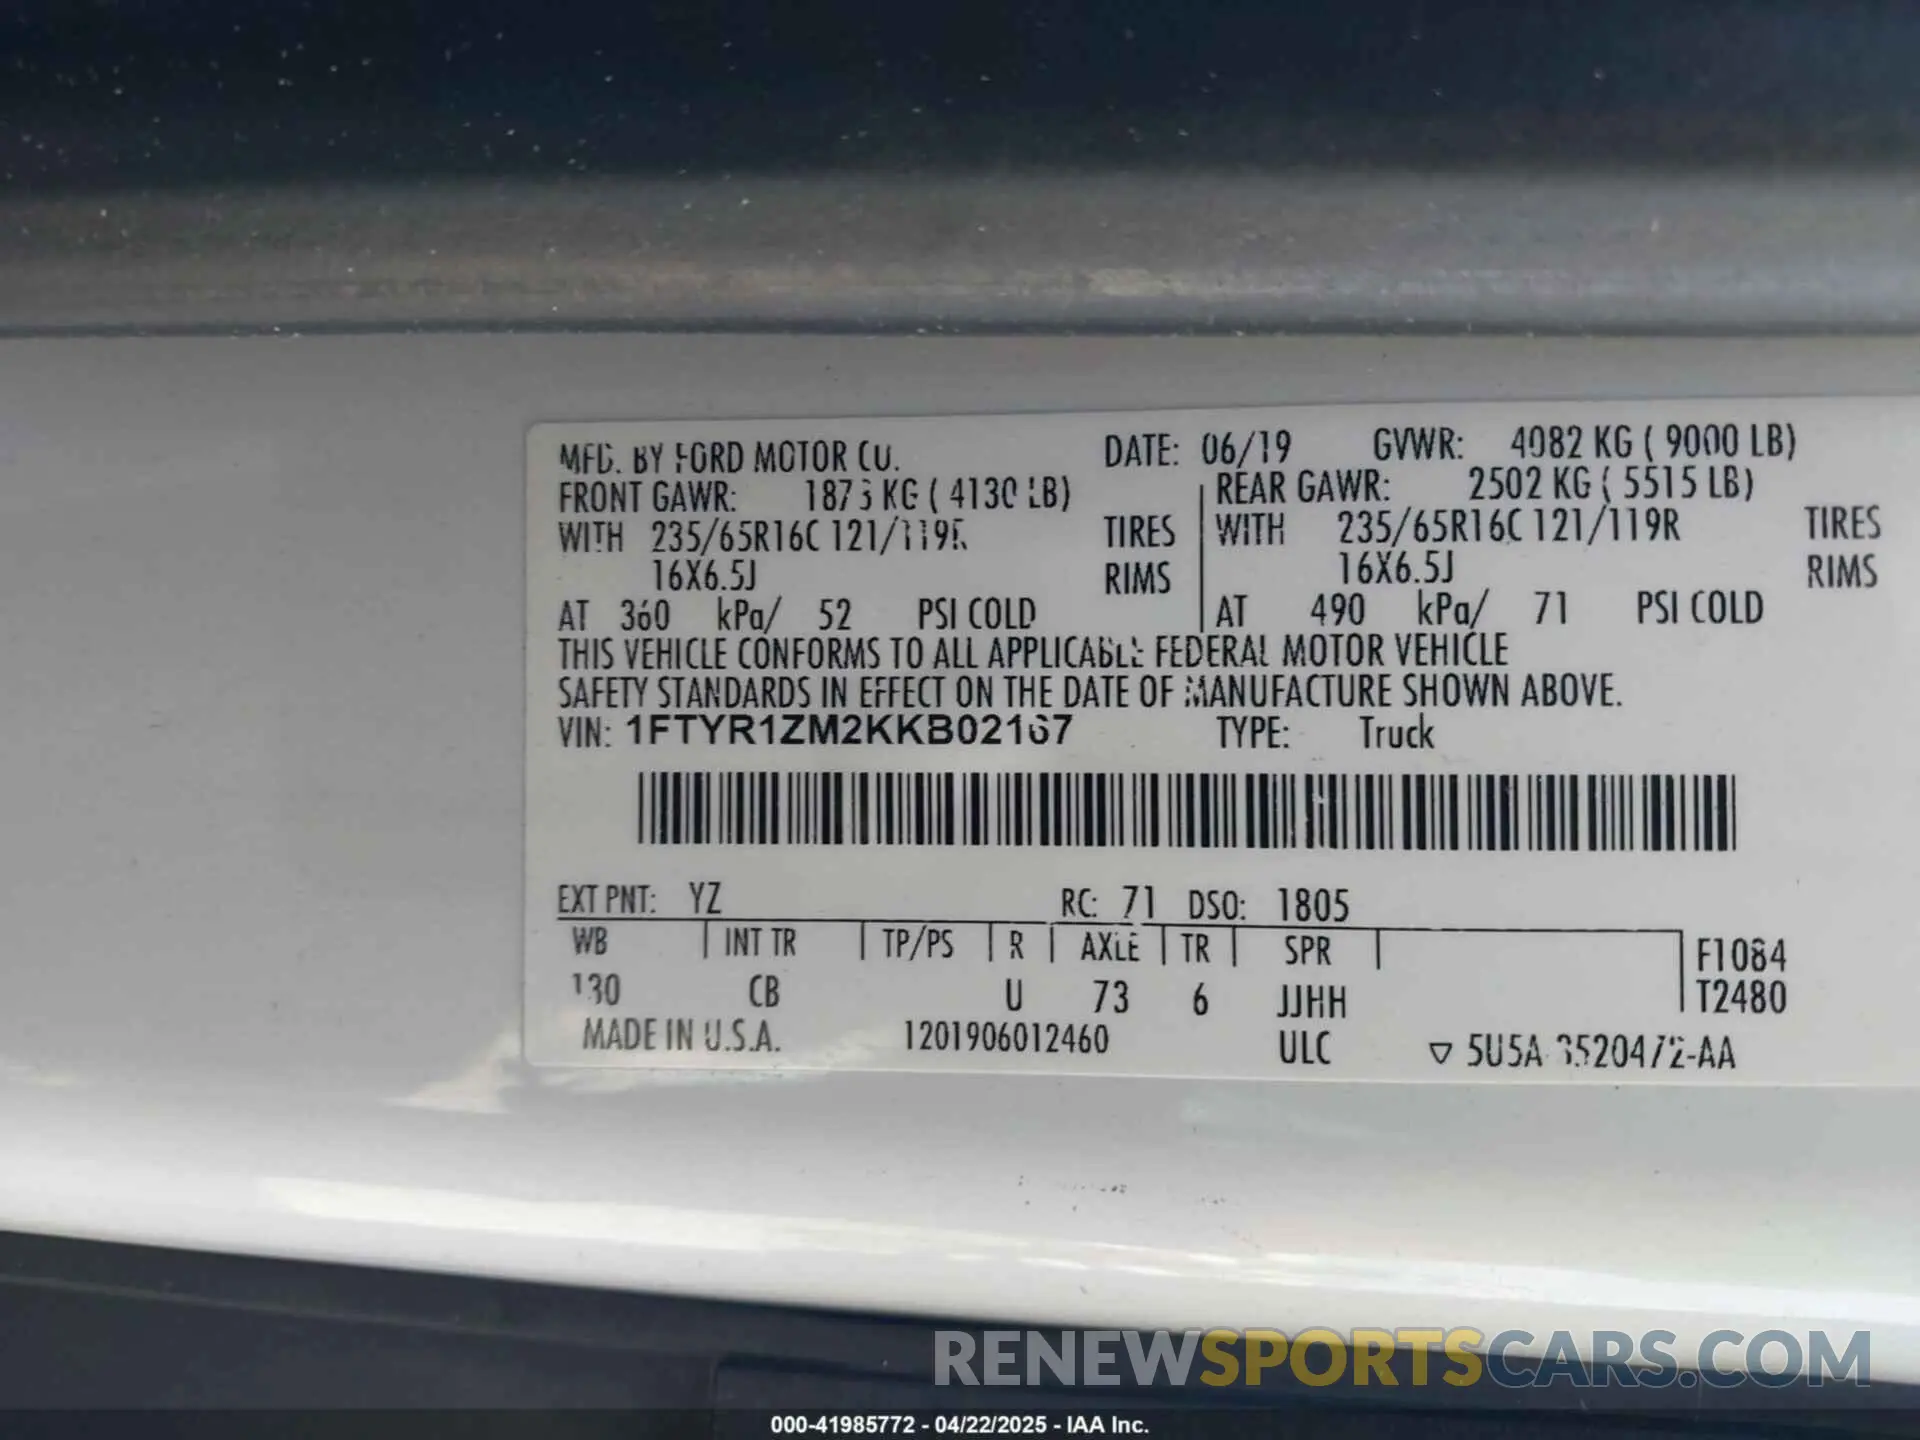 MFD. BY FORD MOTOR CO. DATE: 06/19 GVWR: 4082 KG ( 9000 LB)
FRONT GAWR: 1873 KG ( 4130 LB) REAR GAWR: 2502 KG ( 5515 LB)
WITH 235/65R16C 121/119R TIRES WITH 235/65R16C 121/119R TIRES
16X6.5J RIMS 16X6.5J RIMS
AT 360 kPa/ 52 PSI COLD AT 490 kPa/ 71 PSI COLD
THIS VEHICLE CONFORMS TO ALL APPLICABLE FEDERAL MOTOR VEHICLE
SAFETY STANDARDS IN EFFECT ON THE DATE OF MANUFACTURE SHOWN ABOVE.
VIN: 1FTYR1ZM2KKB02167 TYPE: Truck
EXT PNT: YZ RC: 71 DSO: 1805
WB INT TR TP/PS R AXLE TR SPR F1084
130 CB U 73 6 JJHH T2480
MADE IN U.S.A. 1201906012460 ULC ▽ 5U5A-3520472-AA
RENEWSPORTSCARS.COM
000-41985772 - 04/22/2025 - IAA Inc.